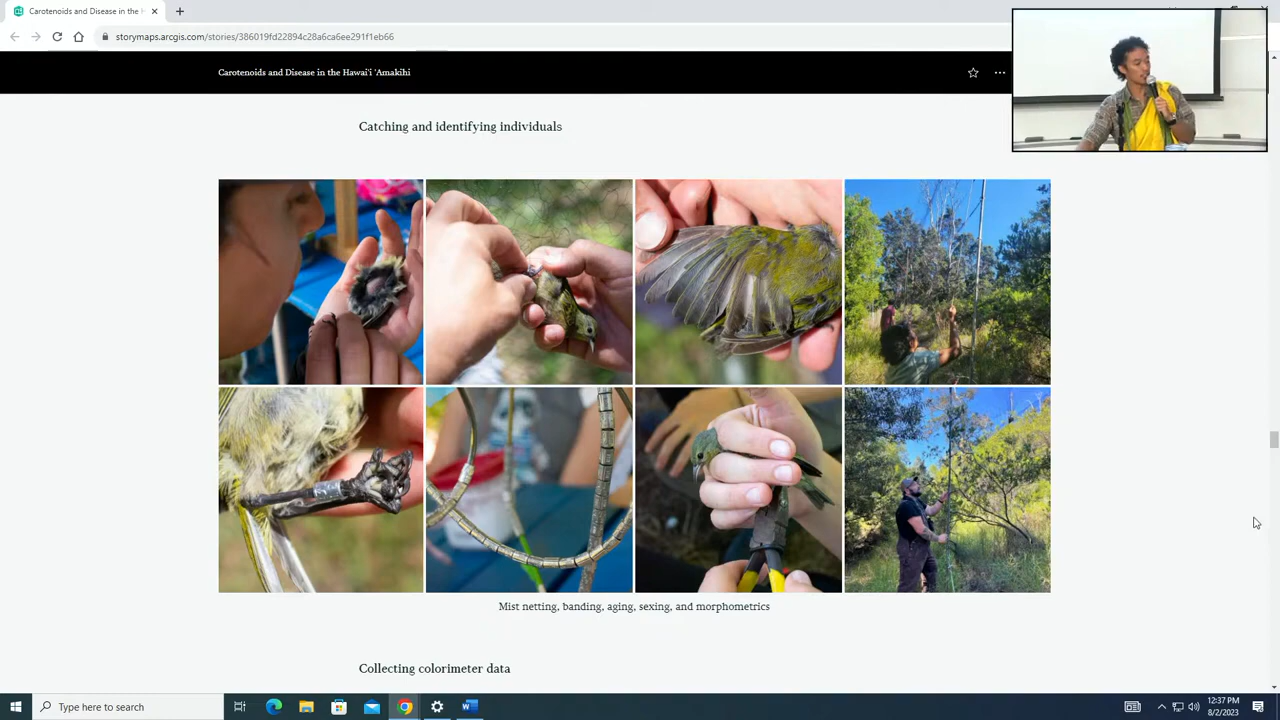 Carotenoids and Disease in the H
storymaps.arcgis.com/stories/386019fd22894c28a6ca6ee291f1eb66
Carotenoids and Disease in the Hawai'i 'Amakihi
Catching and identifying individuals
Mist netting, banding, aging, sexing, and morphometrics
Collecting colorimeter data
Type here to search
12:37 PM
8/2/2023